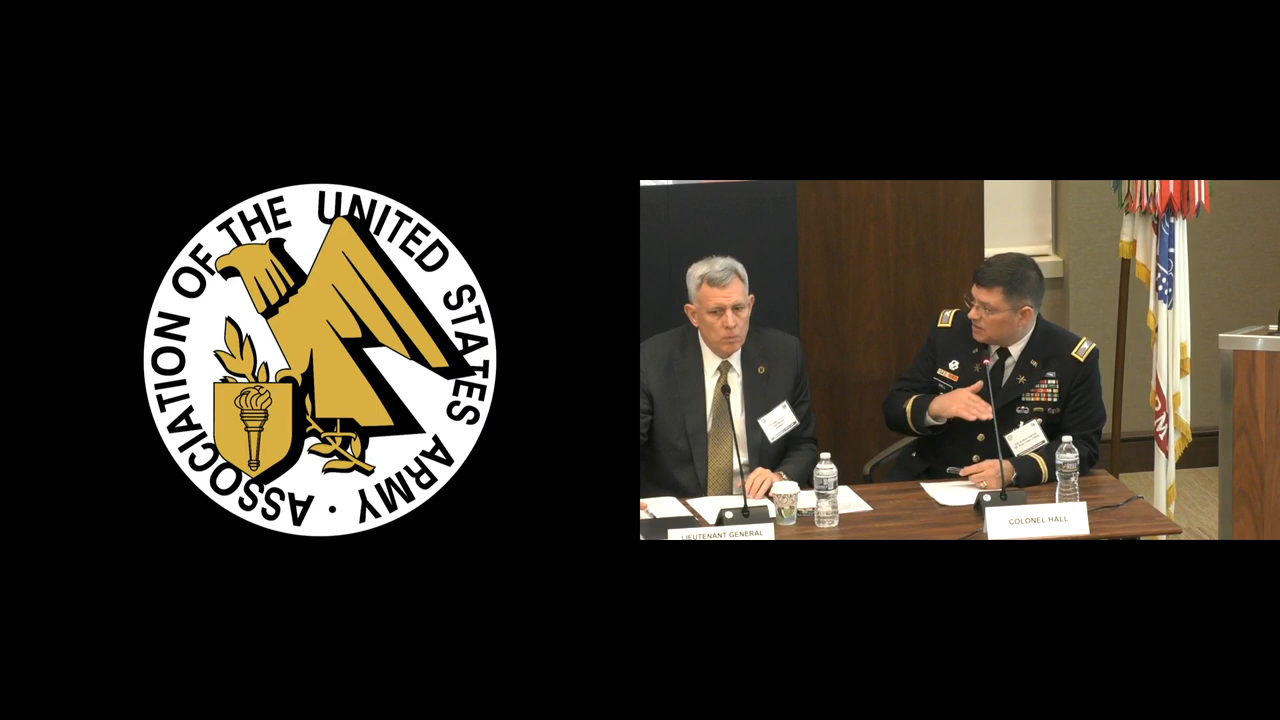 ASSOCIATION OF THE UNITED STATES ARMY ·
LIEUTENANT GENERAL
COLONEL HALL